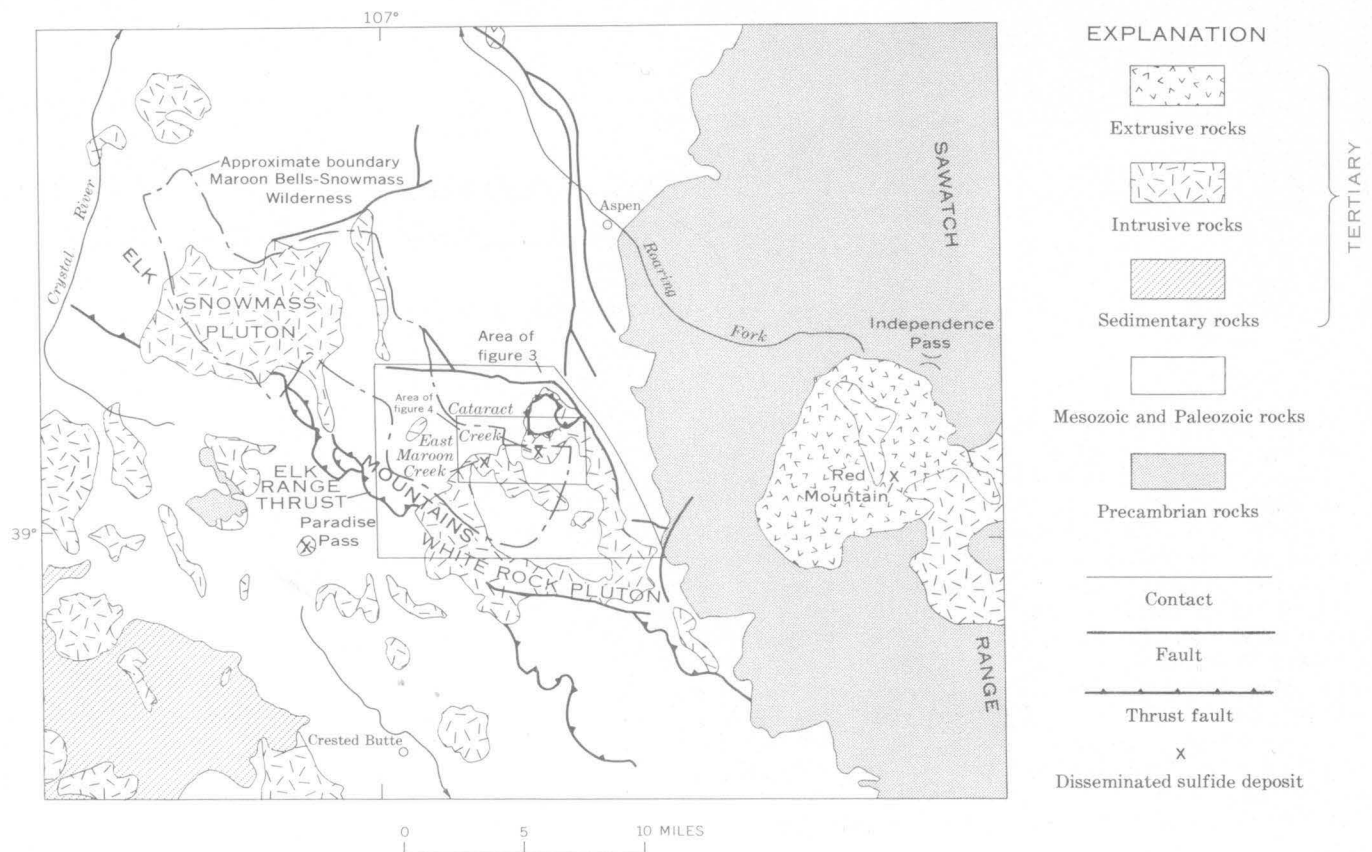 107°
EXPLANATION
Extrusive rocks
Intrusive rocks
Sedimentary rocks
TERTIARY
Mesozoic and Paleozoic rocks
Precambrian rocks
Contact
Fault
Thrust fault
X
Disseminated sulfide deposit
Approximate boundary
Maroon Bells-Snowmass
Wilderness
Crystal River
ELK
SNOWMASS
PLUTON
Aspen
Roaring
Fork
SAWATCH
Independence
Pass
Area of
figure 3
Area of
figure 4
Cataract
Creek
East
Maroon
Creek
X
X
MOUNTAINS
ELK
RANGE
THRUST
Paradise
Pass
X
39°
WHITE ROCK PLUTON
Red
Mountain
X
RANGE
Crested Butte
0 5 10 MILES